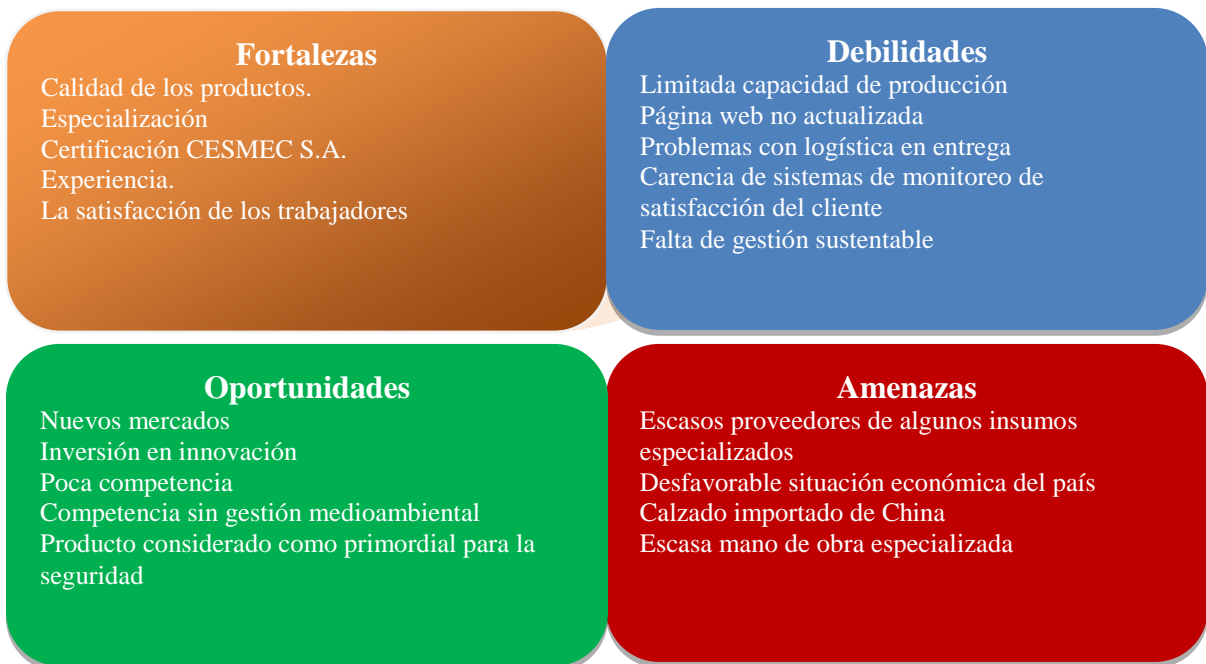 Fortalezas
Calidad de los productos.
Especialización
Certificación CESMEC S.A.
Experiencia.
La satisfacción de los trabajadores
Debilidades
Limitada capacidad de producción
Página web no actualizada
Problemas con logística en entrega
Carencia de sistemas de monitoreo de
satisfacción del cliente
Falta de gestión sustentable
Oportunidades
Nuevos mercados
Inversión en innovación
Poca competencia
Competencia sin gestión medioambiental
Producto considerado como primordial para la
seguridad
Amenazas
Escasos proveedores de algunos insumos
especializados
Desfavorable situación económica del país
Calzado importado de China
Escasa mano de obra especializada